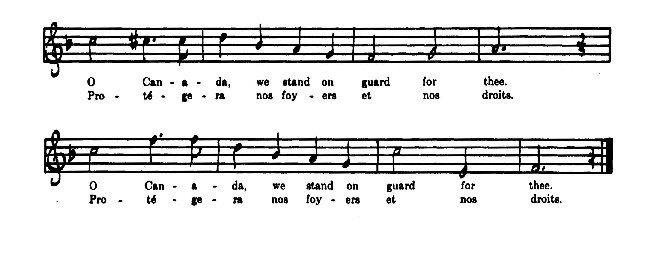 O Can - a - da, we stand on guard for thee.
Pro - té - ge - ra nos foy - ers et nos droits.
O Can - a - da, we stand on guard for thee.
Pro - té - ge - ra nos foy - ers et nos droits.